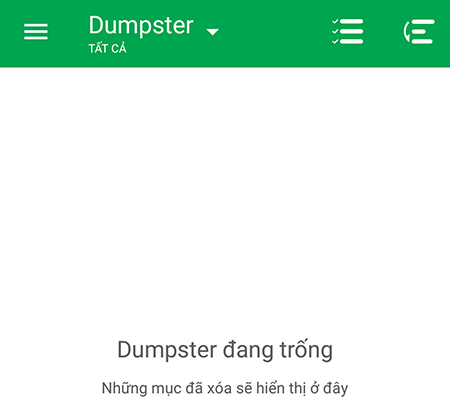 Dumpster
TẤT CẢ
Dumpster đang trống
Những mục đã xóa sẽ hiển thị ở đây